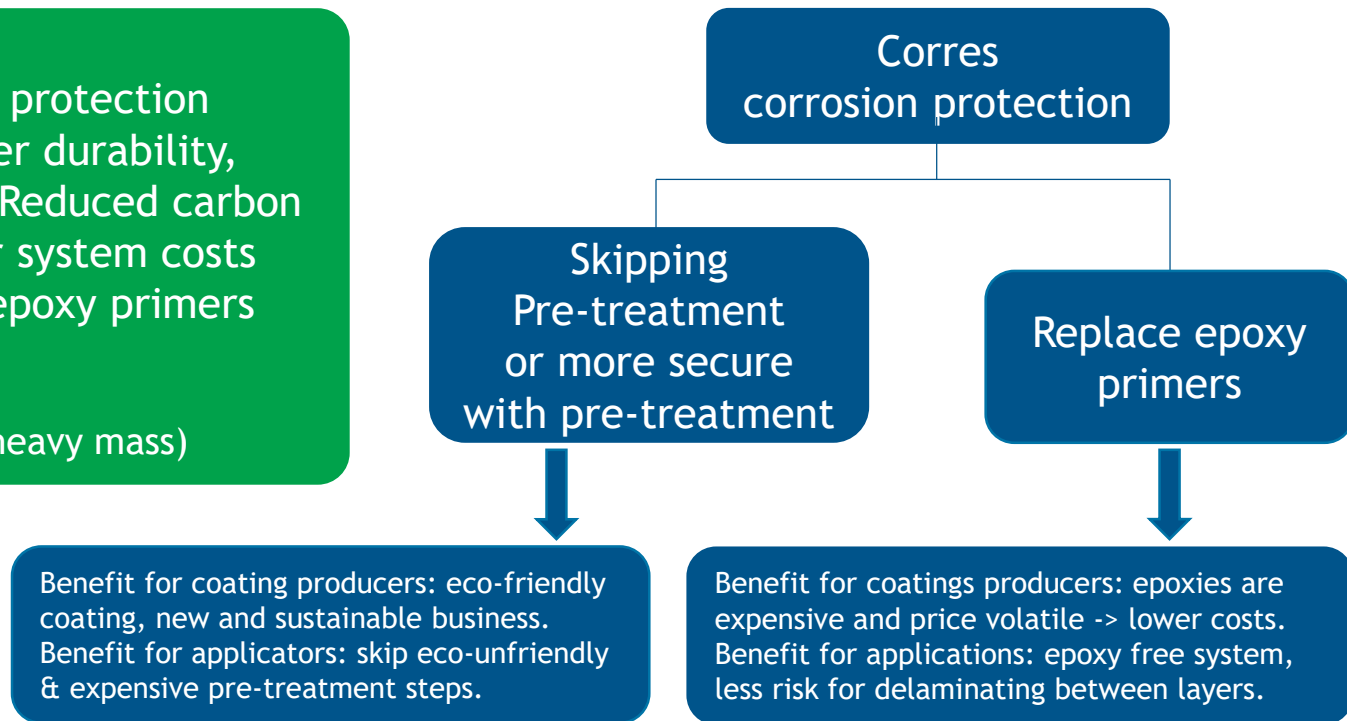 protection
durability,
Reduced carbon
system costs
epoxy primers
mass)
Corres
corrosion protection
Skipping
Pre-treatment
or more secure
with pre-treatment
Replace epoxy
primers
Benefit for coating producers: eco-friendly
coating, new and sustainable business.
Benefit for applicators: skip eco-unfriendly
& expensive pre-treatment steps.
Benefit for coatings producers: epoxies are
expensive and price volatile -> lower costs.
Benefit for applications: epoxy free system,
less risk for delaminating between layers.